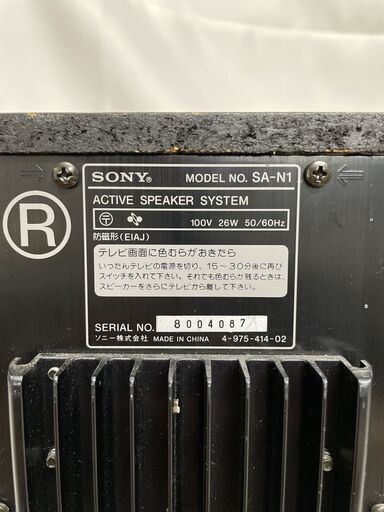 SONY® MODEL NO. SA-N1
ACTIVE SPEAKER SYSTEM
100V 26W 50/60Hz
防磁形(EIAJ)
テレビ画面に色むらがおきたら
いったんテレビの電源を切り、15～30分後に再び
スイッチを入れて下さい。それでも色むらが残るときは、
スピーカーをさらにテレビから離して下さい。
SERIAL NO. 8004087
ソニー株式会社 MADE IN CHINA 4-975-414-02
R